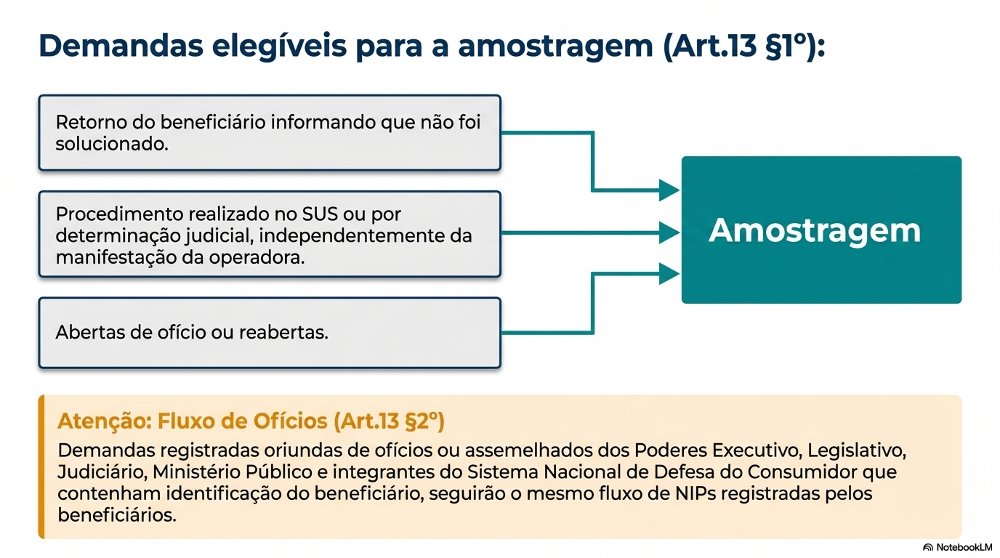 Demandas elegíveis para a amostragem (Art.13 §1º):
Retorno do beneficiário informando que não foi
solucionado.
Procedimento realizado no SUS ou por
determinação judicial, independentemente da
manifestação da operadora.
Abertas de ofício ou reabertas.
Amostragem
Atenção: Fluxo de Ofícios (Art.13 §2º)
Demandas registradas oriundas de ofícios ou assemelhados dos Poderes Executivo, Legislativo,
Judiciário, Ministério Público e integrantes do Sistema Nacional de Defesa do Consumidor que
contenham identificação do beneficiário, seguirão o mesmo fluxo de NIPs registradas pelos
beneficiários.
NotebookLM